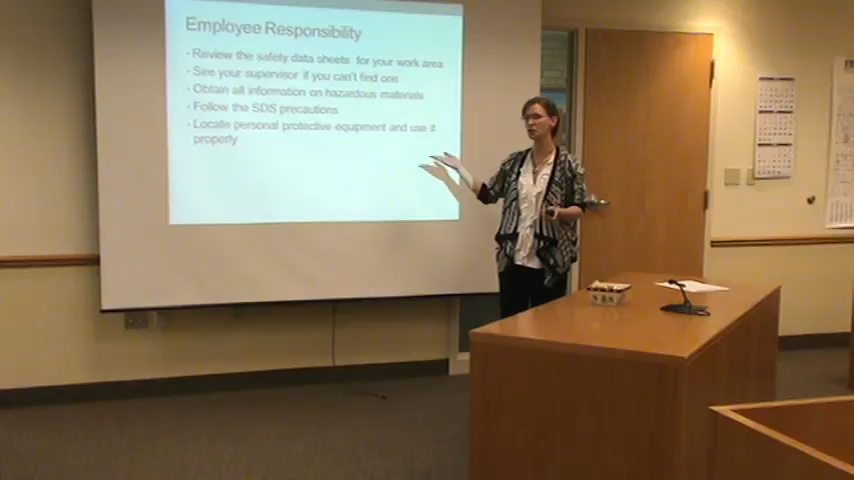 Employee Responsibility
· Review the safety data sheets for your work area
· See your supervisor if you can't find one
· Obtain all information on hazardous materials
· Follow the SDS precautions
· Locate personal protective equipment and use it
properly